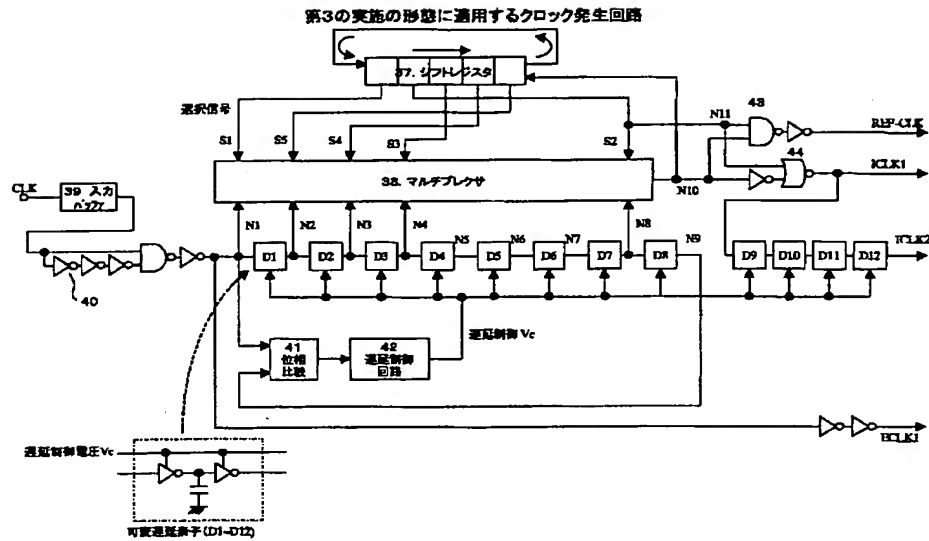 第3の実施の形態に適用するクロック発生回路
37. シフトレジスタ
選択信号
S1
S5
S4
S3
S2
N11
43
REF-CLK
44
ICLK1
38. マルチプレクサ
N10
CLK
39 入力
バッファ
N1
N2
N3
N4
N8
40
D1
D2
D3
D4
N5
D5
N6
D6
N7
D7
D8
N9
D9
D10
D11
D12
ICLK2
遅延制御 Vc
41
位相
比較
42
遅延制御
回路
ECLK1
遅延制御電圧Vc
可変遅延素子(D1-D12)